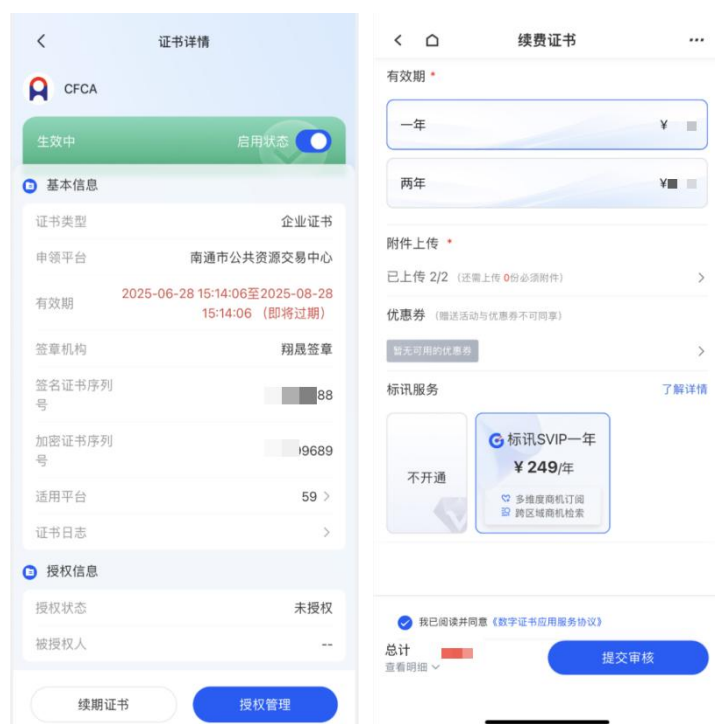 证书详情
CFCA
生效中
启用状态
基本信息
证书类型
企业证书
申领平台
南通市公共资源交易中心
有效期
2025-06-28 15:14:06至2025-08-28
15:14:06 （即将过期）
签章机构
翔晟签章
签名证书序列
号
88
加密证书序列
号
9689
适用平台
59
证书日志
授权信息
授权状态
未授权
被授权人
--
续期证书
授权管理
续费证书
有效期 *
一年
¥
两年
¥
附件上传 *
已上传 2/2 （还需上传 0份必须附件）
优惠券 （赠送活动与优惠券不可同享）
暂无可用的优惠券
标讯服务
了解详情
不开通
标讯SVIP一年
¥ 249/年
多维度商机订阅
跨区域商机检索
我已阅读并同意《数字证书应用服务协议》
总计
查看明细
提交审核